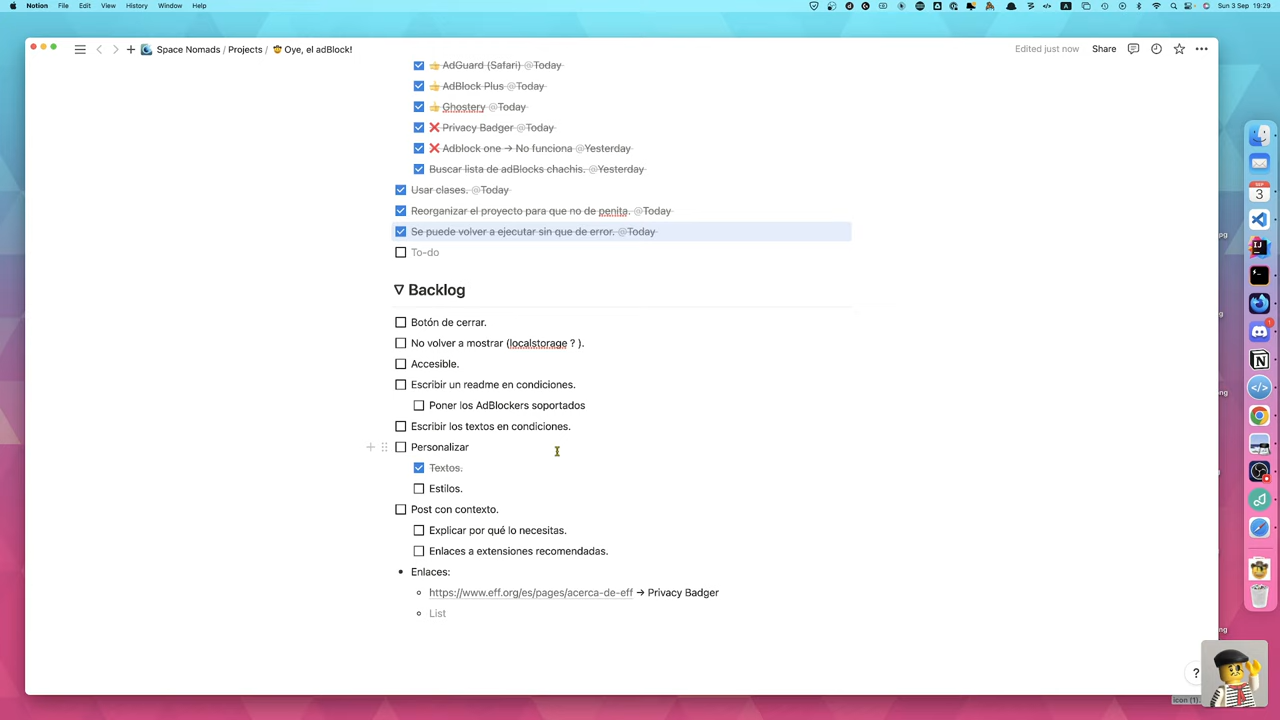 Notion File Edit View History Window Help
Sun 3 Sep 19:29
Space Nomads / Projects / 🤠 Oye, el adBlock!
Edited just now Share
AdGuard (Safari) @Today
AdBlock Plus @Today
Ghostery @Today
❌ Privacy Badger @Today
❌ Adblock one → No funciona @Yesterday
Buscar lista de adBlocks chachis. @Yesterday
Usar clases. @Today
Reorganizar el proyecto para que no de penita. @Today
Se puede volver a ejecutar sin que de error. @Today
To-do
Backlog
Botón de cerrar.
No volver a mostrar (localstorage ? ).
Accesible.
Escribir un readme en condiciones.
Poner los AdBlockers soportados
Escribir los textos en condiciones.
Personalizar
Textos.
Estilos.
Post con contexto.
Explicar por qué lo necesitas.
Enlaces a extensiones recomendadas.
Enlaces:
https://www.eff.org/es/pages/acerca-de-eff → Privacy Badger
List
?
icon (1).